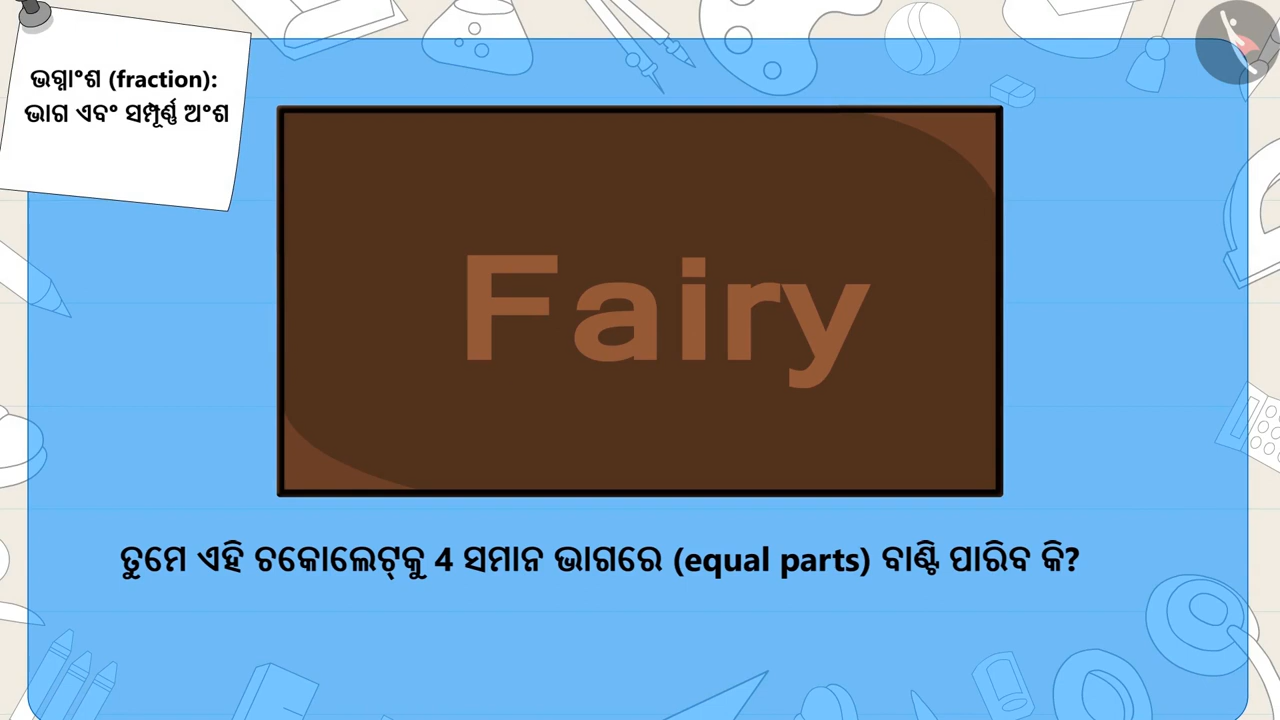 ଭଗ୍ନାଂଶ (fraction):
ଭାଗ ଏବଂ ସମ୍ପୂର୍ଣ୍ଣ ଅଂଶ
Fairy
ତୁମେ ଏହି ଚକୋଲେଟ୍‌କୁ 4 ସମାନ ଭାଗରେ (equal parts) ବାଣ୍ଟି ପାରିବ କି?